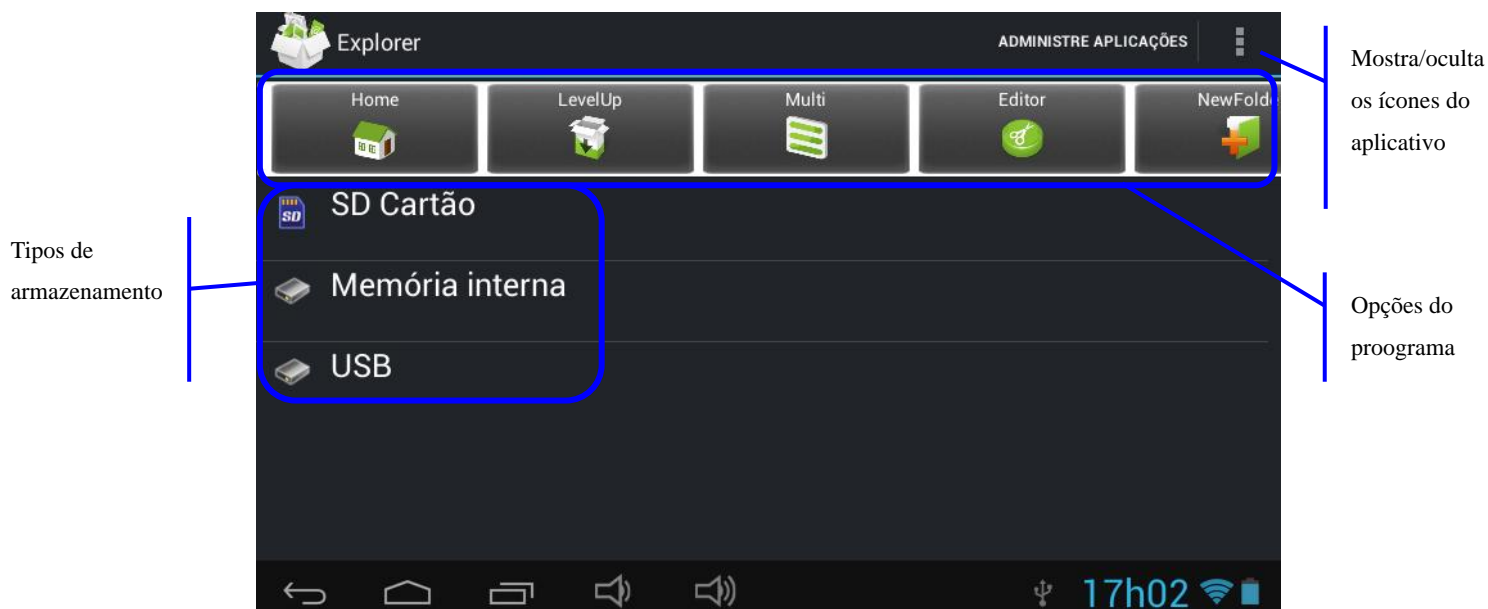 Explorer
ADMINISTRE APLICAÇÕES
Mostra/oculta
os ícones do
aplicativo
Home
LevelUp
Multi
Editor
NewFolde
SD
SD Cartão
Tipos de
armazenamento
Memória interna
Opções do
proograma
USB
17h02